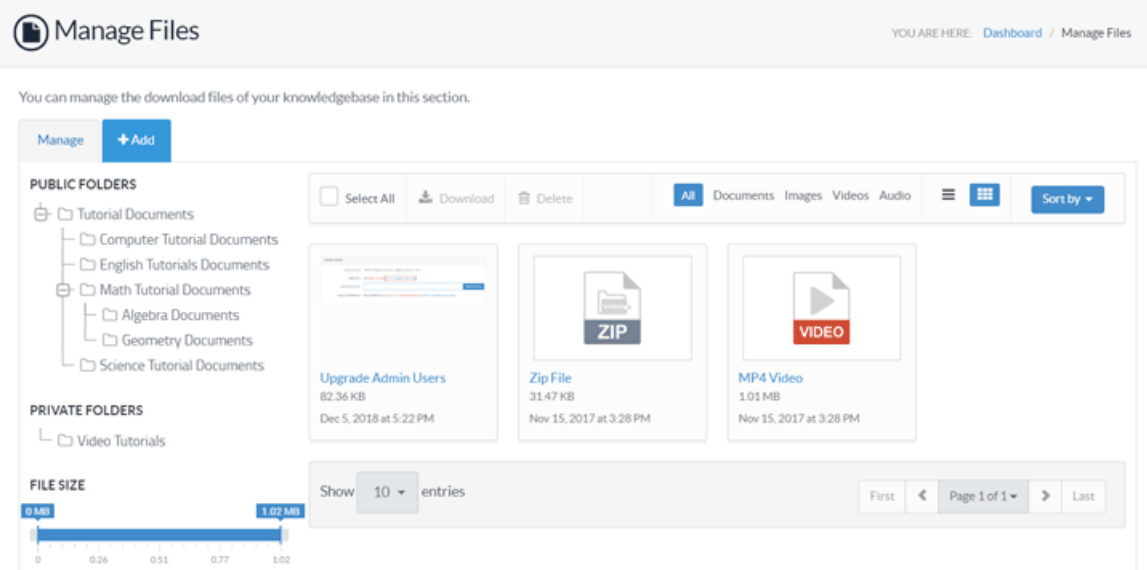 Manage Files
YOU ARE HERE: Dashboard / Manage Files
You can manage the download files of your knowledgebase in this section.
Manage
+Add
PUBLIC FOLDERS
Tutorial Documents
Computer Tutorial Documents
English Tutorials Documents
Math Tutorial Documents
Algebra Documents
Geometry Documents
Science Tutorial Documents
PRIVATE FOLDERS
Video Tutorials
FILE SIZE
0 MB 1.02 MB
0 0.26 0.51 0.77 1.02
Select All Download Delete All Documents Images Videos Audio Sort by
Upgrade Admin Users
82.36 KB
Dec 5, 2018 at 5:22 PM
ZIP
Zip File
31.47 KB
Nov 15, 2017 at 3:28 PM
VIDEO
MP4 Video
1.01 MB
Nov 15, 2017 at 3:28 PM
Show 10 entries
First Page 1 of 1 Last